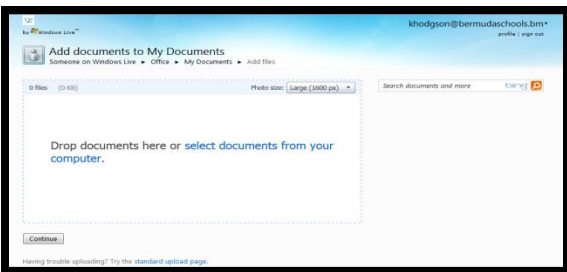 khodgson@bermudaschools.bm
by Windows Live™
profile | sign out
Add documents to My Documents
Someone on Windows Live ► Office ► My Documents ► Add files
0 files (0 KB) Photo size: Large (1600 px)
Search documents and more bing
Drop documents here or select documents from your
computer.
Continue
Having trouble uploading? Try the standard upload page.